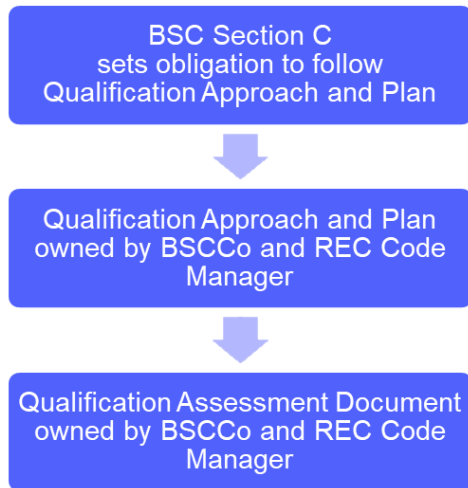 BSC Section C
sets obligation to follow
Qualification Approach and Plan
Qualification Approach and Plan
owned by BSCCo and REC Code
Manager
Qualification Assessment Document
owned by BSCCo and REC Code
Manager